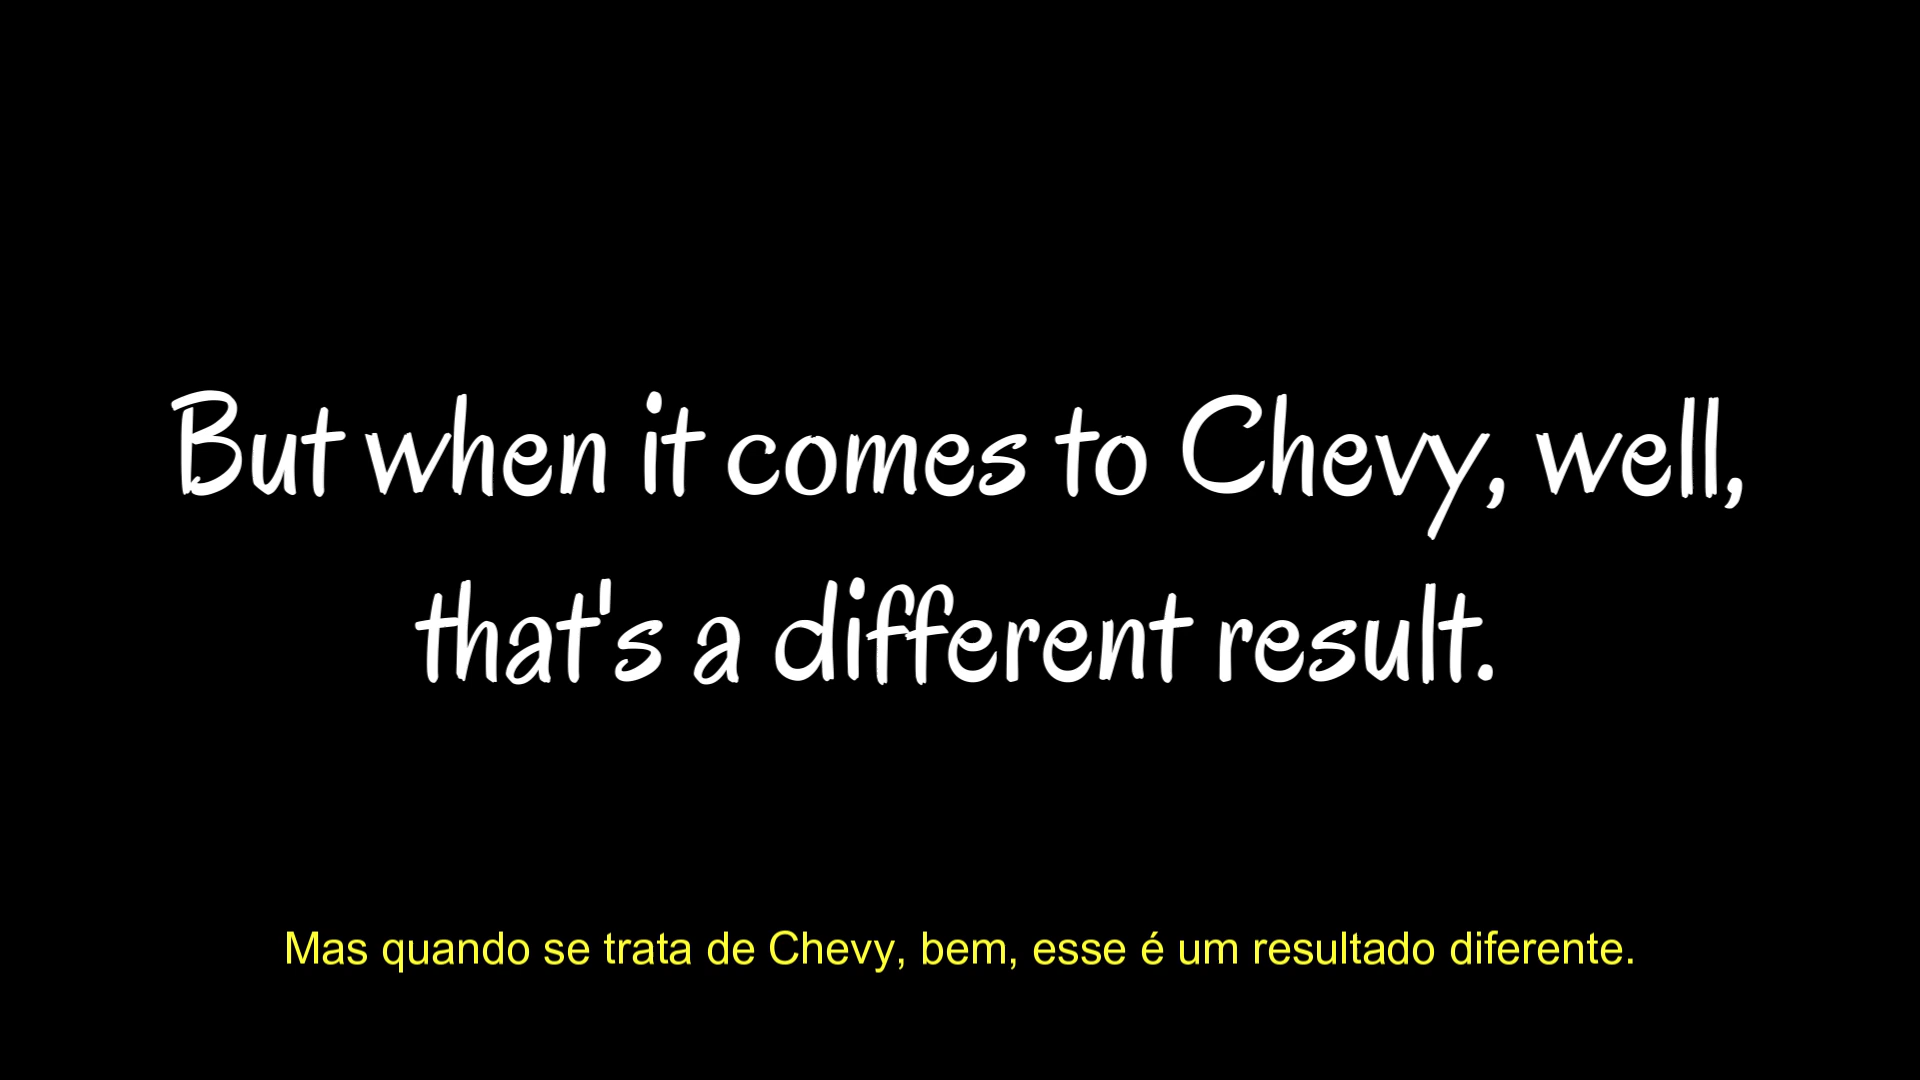 But when it comes to Chevy, well,
that's a different result.
Mas quando se trata de Chevy, bem, esse é um resultado diferente.